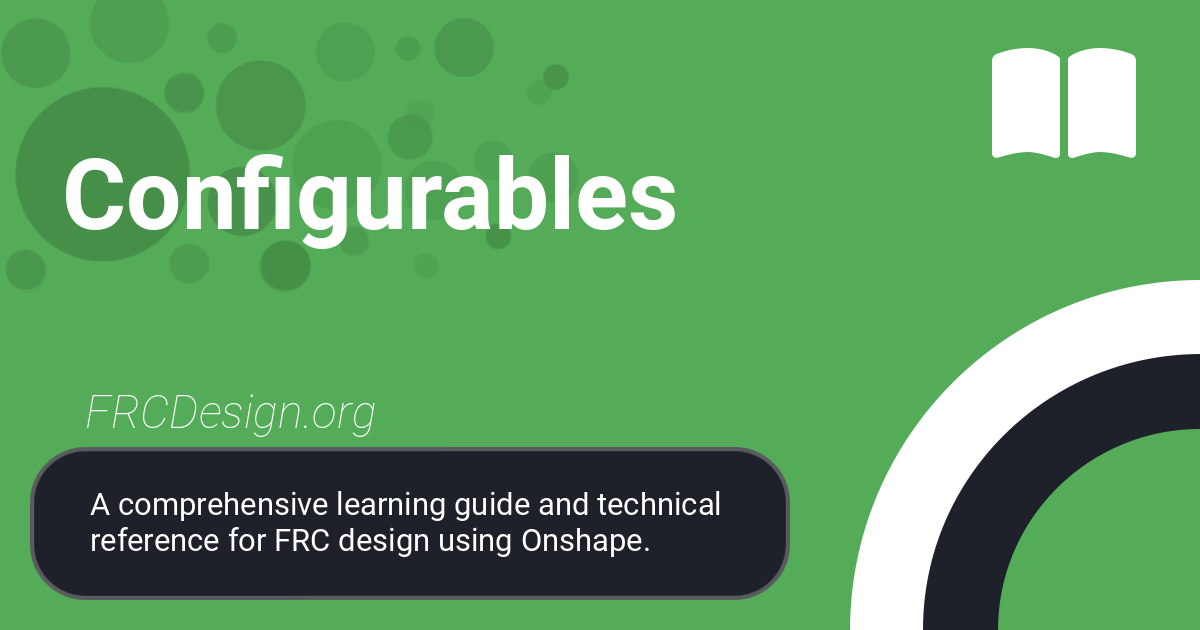 Configurables
FRCDesign.org
A comprehensive learning guide and technical
reference for FRC design using Onshape.